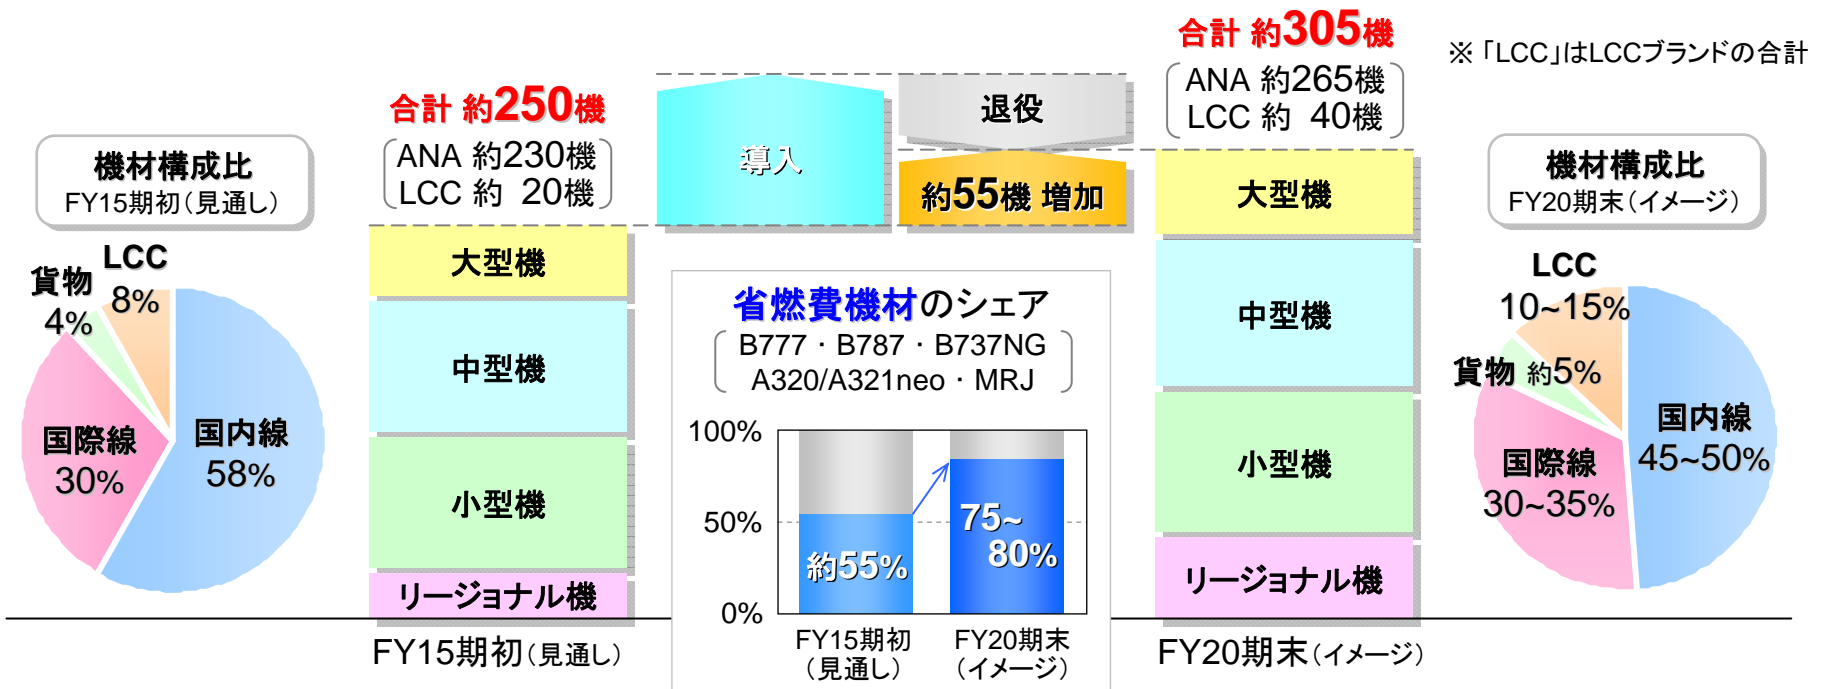 合計 約305機
ANA 約265機
LCC 約 40機
※「LCC」はLCCブランドの合計
合計 約250機
ANA 約230機
LCC 約 20機
導入
退役
約55機 増加
機材構成比
FY15期初(見通し)
LCC
8%
貨物
4%
国際線
30%
国内線
58%
大型機
中型機
小型機
リージョナル機
FY15期初(見通し)
省燃費機材のシェア
B777・B787・B737NG
A320/A321neo・MRJ
100%
50%
0%
約55%
75~
80%
FY15期初
(見通し)
FY20期末
(イメージ)
大型機
中型機
小型機
リージョナル機
FY20期末(イメージ)
機材構成比
FY20期末(イメージ)
LCC
10~15%
貨物 約5%
国際線
30~35%
国内線
45~50%